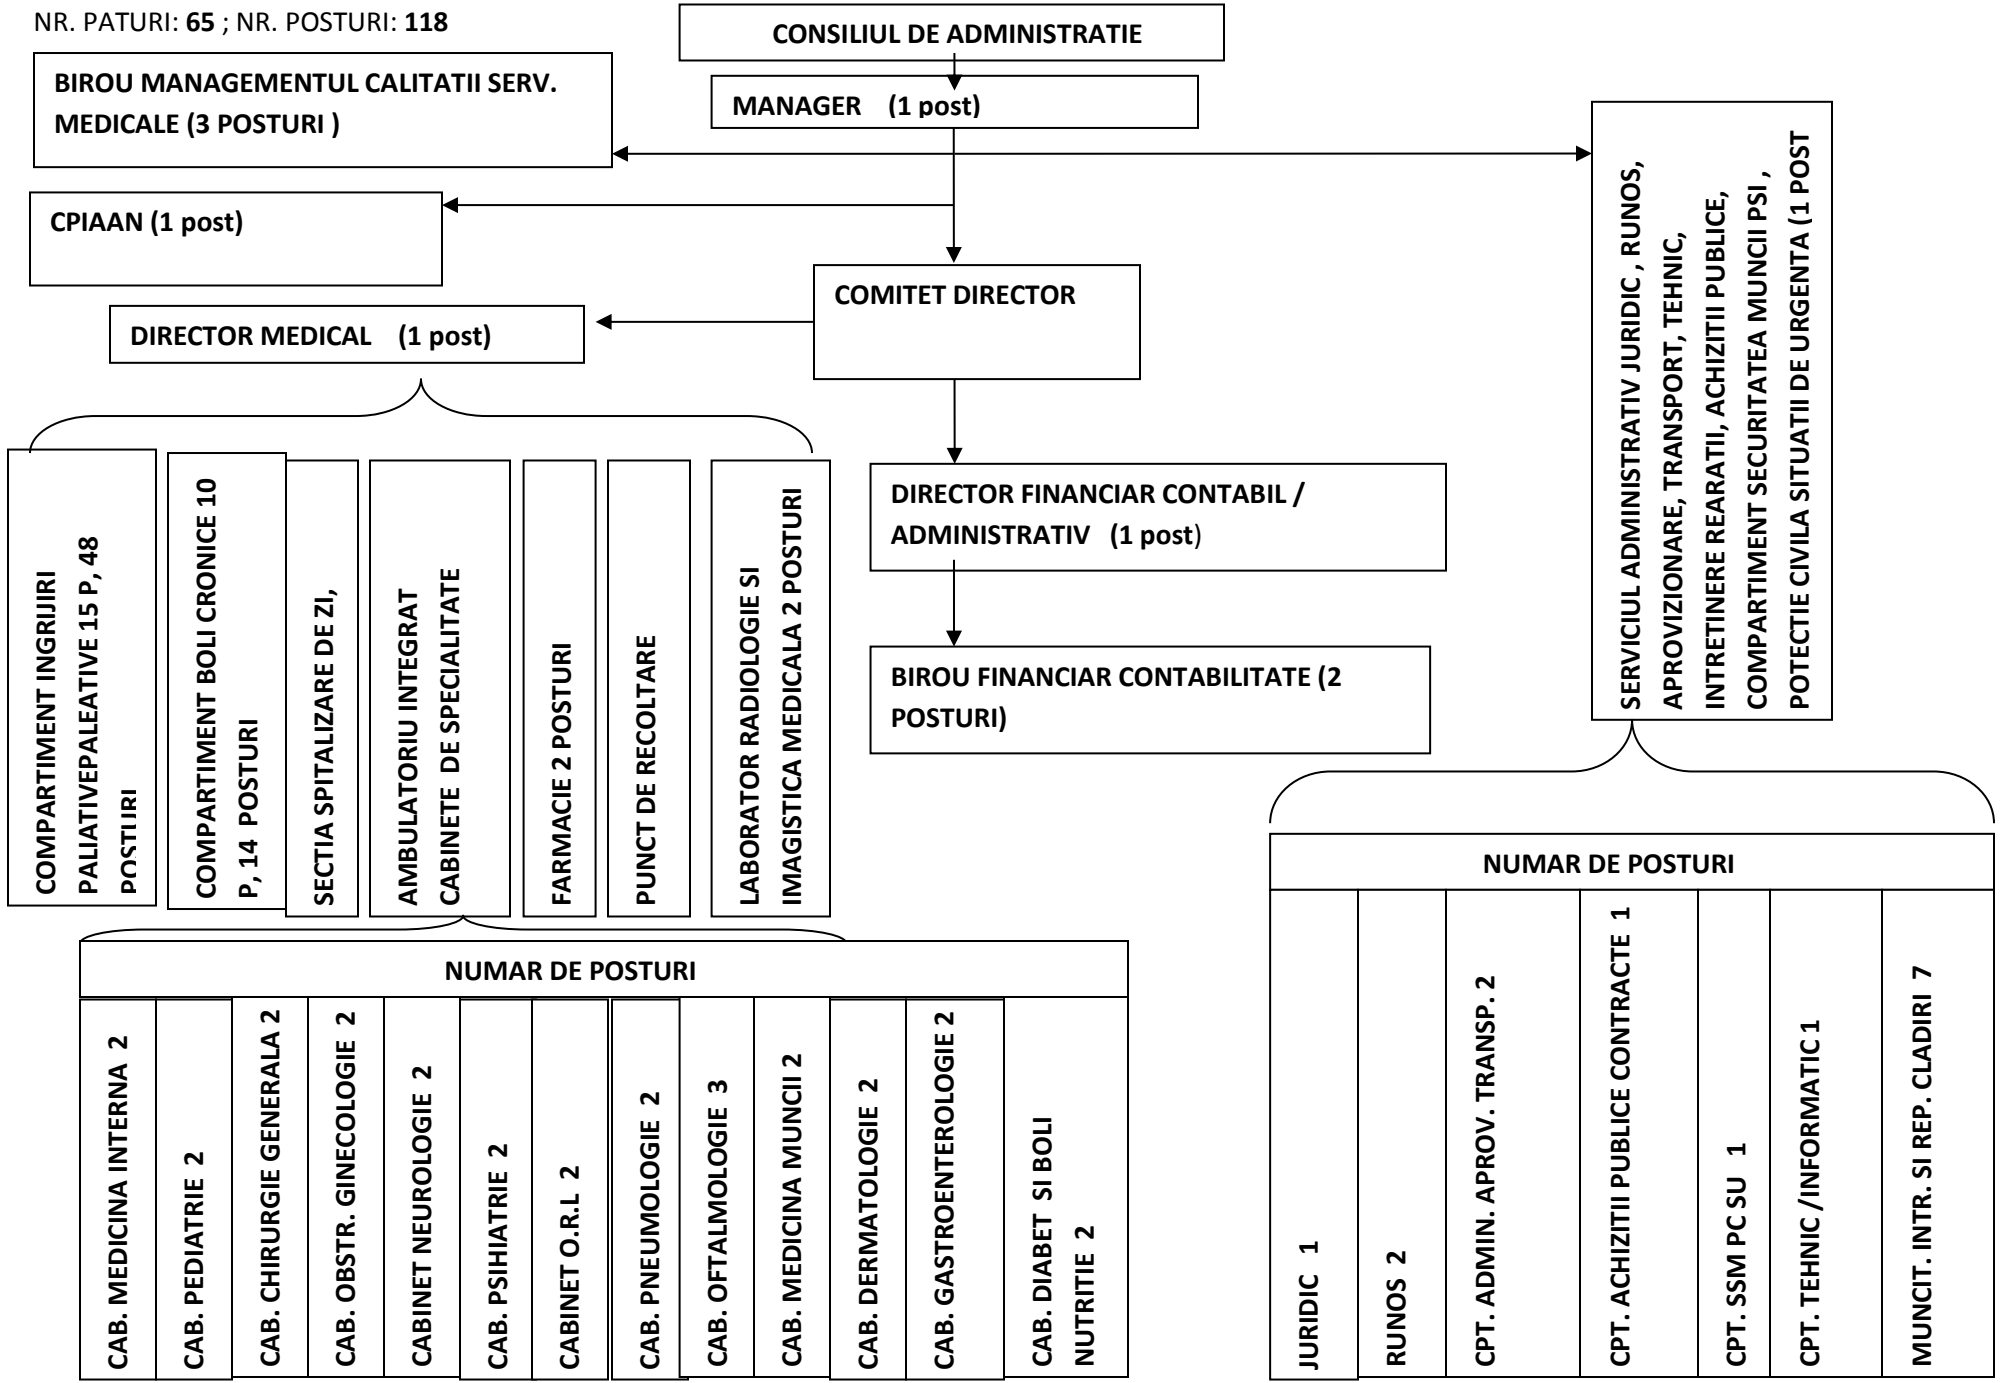 NR. PATURI: 65 ; NR. POSTURI: 118
CONSILIUL DE ADMINISTRATIE
BIROU MANAGEMENTUL CALITATII SERV.
MEDICALE (3 POSTURI )
MANAGER (1 post)
CPIAAN (1 post)
COMITET DIRECTOR
DIRECTOR MEDICAL (1 post)
SERVICIUL ADMINISTRATIV JURIDIC , RUNOS,
APROVIZIONARE, TRANSPORT, TEHNIC,
INTRETINERE REARATII, ACHIZITII PUBLICE,
COMPARTIMENT SECURITATEA MUNCII PSI ,
POTECTIE CIVILA SITUATII DE URGENTA (1 POST
COMPARTIMENT INGRIJIRI
PALIATIVEPALEATIVE 15 P, 48
POSTURI
COMPARTIMENT BOLI CRONICE 10
P, 14 POSTURI
SECTIA SPITALIZARE DE ZI,
AMBULATORIU INTEGRAT
CABINETE DE SPECIALITATE
FARMACIE 2 POSTURI
PUNCT DE RECOLTARE
LABORATOR RADIOLOGIE SI
IMAGISTICA MEDICALA 2 POSTURI
DIRECTOR FINANCIAR CONTABIL /
ADMINISTRATIV (1 post)
BIROU FINANCIAR CONTABILITATE (2
POSTURI)
NUMAR DE POSTURI
CAB. MEDICINA INTERNA 2
CAB. PEDIATRIE 2
CAB. CHIRURGIE GENERALA 2
CAB. OBSTR. GINECOLOGIE 2
CABINET NEUROLOGIE 2
CAB. PSIHIATRIE 2
CABINET O.R.L 2
CAB. PNEUMOLOGIE 2
CAB. OFTALMOLOGIE 3
CAB. MEDICINA MUNCII 2
CAB. DERMATOLOGIE 2
CAB. GASTROENTEROLOGIE 2
CAB. DIABET SI BOLI
NUTRITIE 2
NUMAR DE POSTURI
JURIDIC 1
RUNOS 2
CPT. ADMIN. APROV. TRANSP. 2
CPT. ACHIZITII PUBLICE CONTRACTE 1
CPT. SSM PC SU 1
CPT. TEHNIC /INFORMATIC 1
MUNCIT. INTR. SI REP. CLADIRI 7